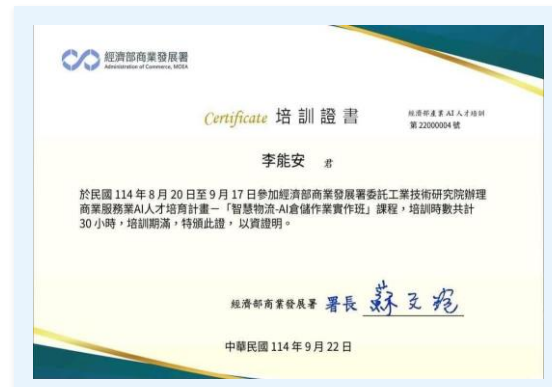 經濟部商業發展署
Administration of Commerce, MOEA
Certificate 培訓證書
經濟部產業AI人才培訓
第 22000004 號
李能安 君
於民國 114 年 8 月 20 日至 9 月 17 日參加經濟部商業發展署委託工業技術研究院辦理
商業服務業AI人才培育計畫－「智慧物流-AI倉儲作業實作班」課程，培訓時數共計
30 小時，培訓期滿，特頒此證， 以資證明。
經濟部商業發展署 署長 蘇文玲
中華民國 114 年 9 月 22 日